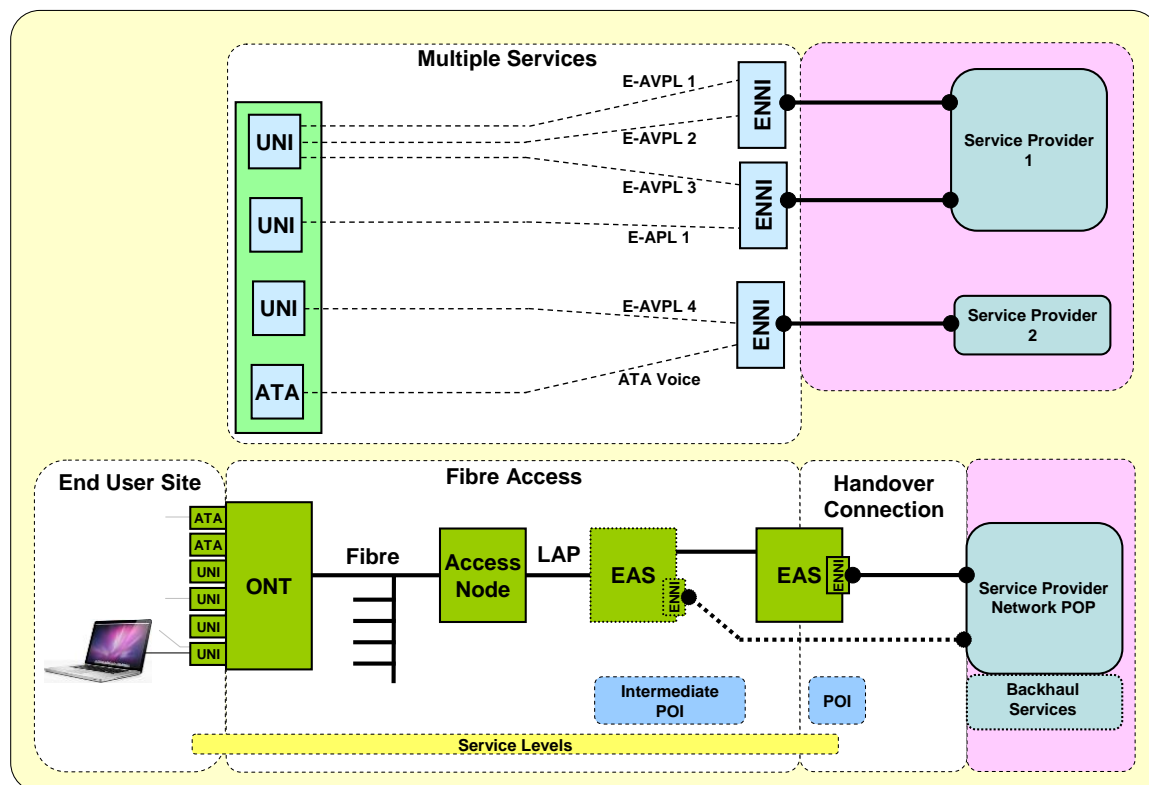 Multiple Services
E-AVPL 1
UNI
ENNI
E-AVPL 2
Service Provider
1
E-AVPL 3
ENNI
UNI
E-APL 1
UNI
E-AVPL 4
ENNI
Service Provider
2
ATA
ATA Voice
End User Site
Fibre Access
Handover
Connection
ATA
ATA
UNI
UNI
UNI
UNI
ONT
Fibre
Access
Node
LAP
EAS
ENNI
EAS
ENNI
Service Provider
Network POP
Intermediate
POI
POI
Backhaul
Services
Service Levels